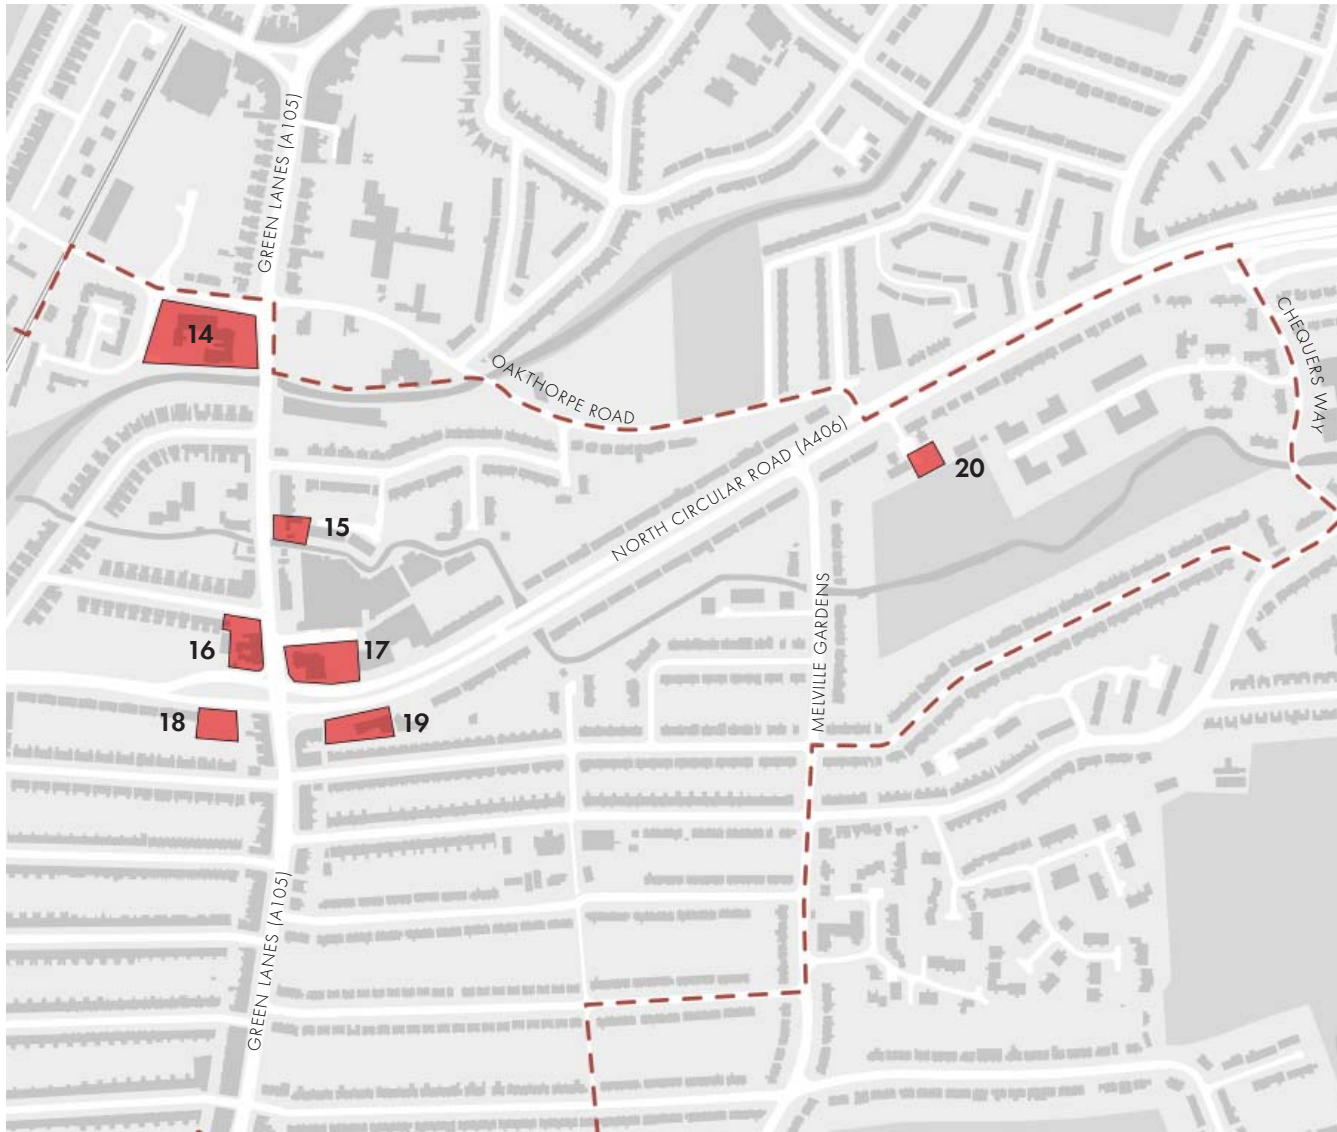 GREEN LANES (A105)
14
OAKTHORPE ROAD
CHEQUERS WAY
NORTH CIRCULAR ROAD (A406)
20
15
MELVILLE GARDENS
16
17
18
19
GREEN LANES (A105)